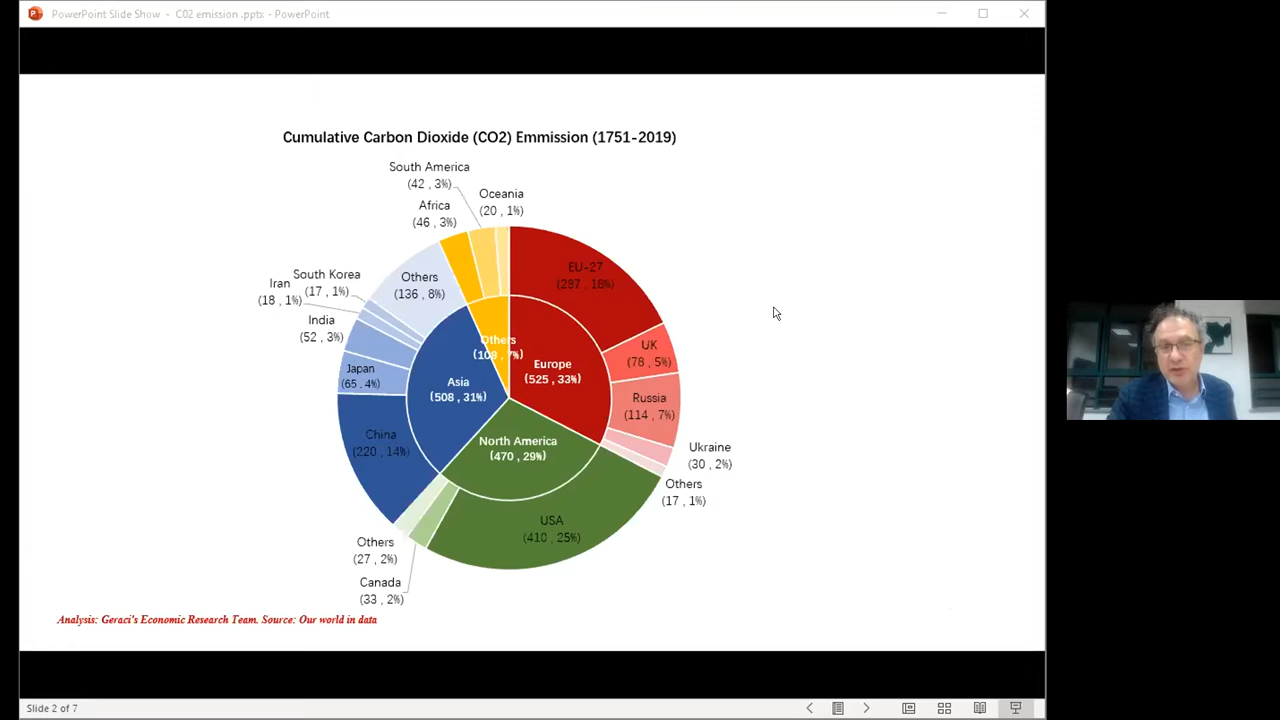 PowerPoint Slide Show - C02 emission .pptx - PowerPoint
Cumulative Carbon Dioxide (CO2) Emmission (1751-2019)
South America
(42 , 3%)
Oceania
(20 , 1%)
Africa
(46 , 3%)
South Korea
(17 , 1%)
Iran
(18 , 1%)
Others
(136 , 8%)
EU-27
(287 , 18%)
India
(52 , 3%)
Others
(108 , 7%)
UK
(78 , 5%)
Japan
(65 , 4%)
Europe
(525 , 33%)
Asia
(508 , 31%)
Russia
(114 , 7%)
China
(220 , 14%)
North America
(470 , 29%)
Ukraine
(30 , 2%)
Others
(17 , 1%)
USA
(410 , 25%)
Others
(27 , 2%)
Canada
(33 , 2%)
Analysis: Geraci's Economic Research Team. Source: Our world in data
Slide 2 of 7